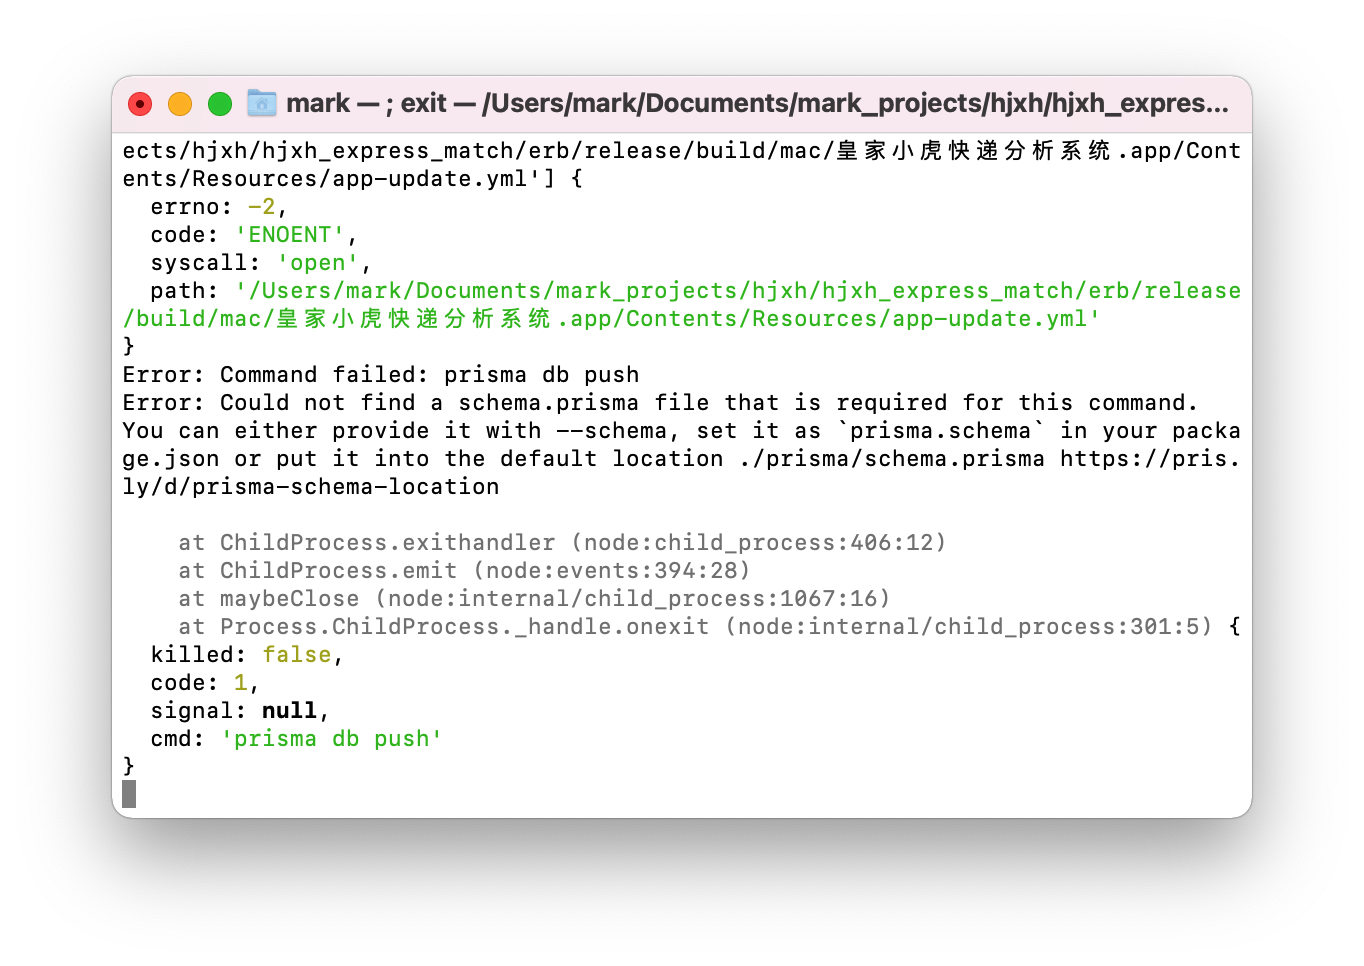 mark — ; exit — /Users/mark/Documents/mark_projects/hjxh/hjxh_expres...
ects/hjxh/hjxh_express_match/erb/release/build/mac/皇家小虎快递分析系统.app/Cont
ents/Resources/app-update.yml'] {
  errno: -2,
  code: 'ENOENT',
  syscall: 'open',
  path: '/Users/mark/Documents/mark_projects/hjxh/hjxh_express_match/erb/release
/build/mac/皇家小虎快递分析系统.app/Contents/Resources/app-update.yml'
}
Error: Command failed: prisma db push
Error: Could not find a schema.prisma file that is required for this command.
You can either provide it with --schema, set it as `prisma.schema` in your packa
ge.json or put it into the default location ./prisma/schema.prisma https://pris.
ly/d/prisma-schema-location
    at ChildProcess.exithandler (node:child_process:406:12)
    at ChildProcess.emit (node:events:394:28)
    at maybeClose (node:internal/child_process:1067:16)
    at Process.ChildProcess._handle.onexit (node:internal/child_process:301:5) {
  killed: false,
  code: 1,
  signal: null,
  cmd: 'prisma db push'
}